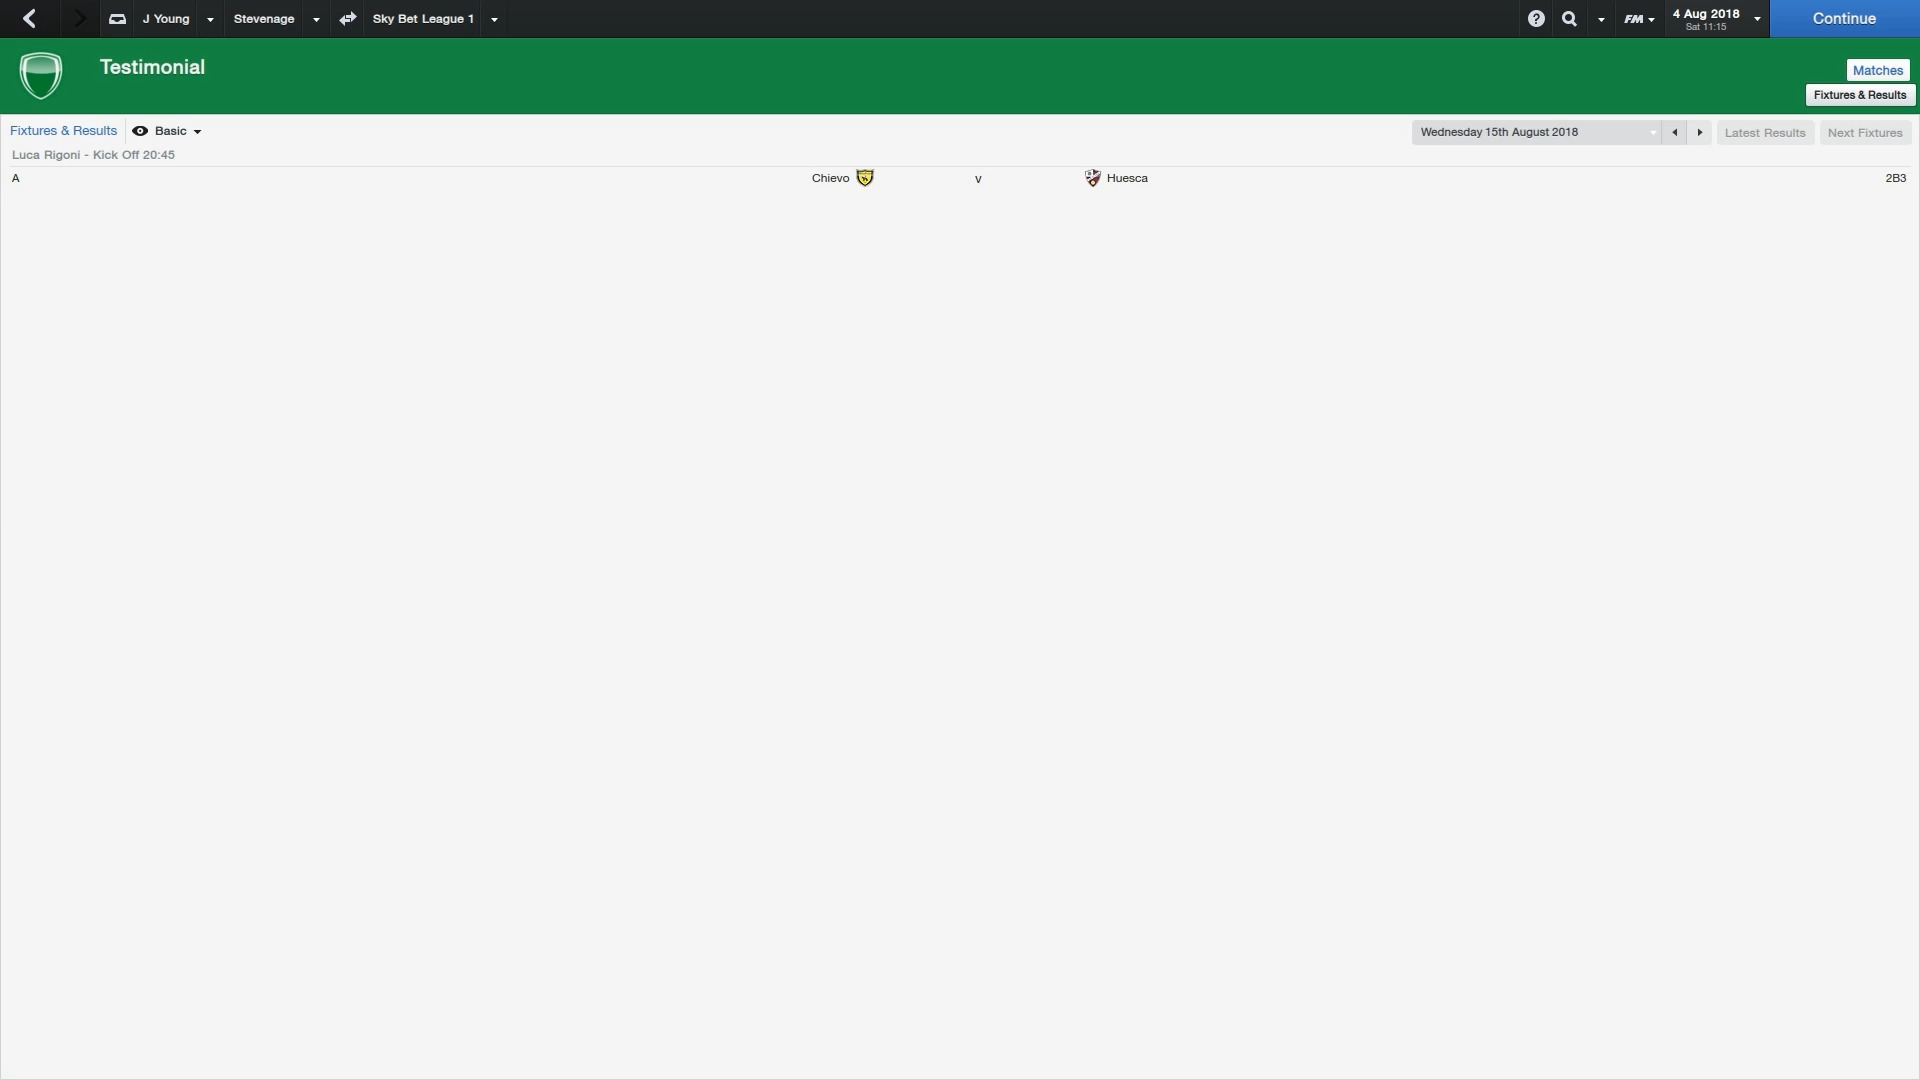 J Young Stevenage Sky Bet League 1 FM 4 Aug 2018 Continue
Sat 11:15
Testimonial
Matches
Fixtures & Results
Fixtures & Results Basic Wednesday 15th August 2018 Latest Results Next Fixtures
Luca Rigoni - Kick Off 20:45
A Chievo v Huesca 2B3